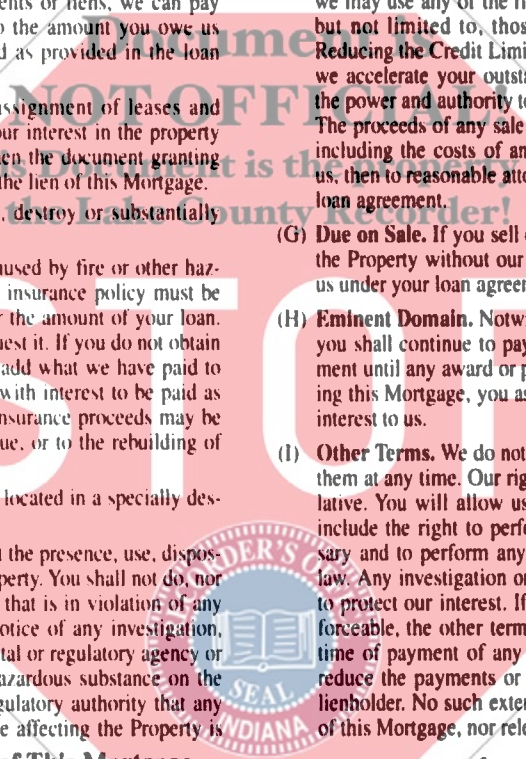 ents or liens, we can pay
o the amount you owe us
d as provided in the loan
assignment of leases and
our interest in the property
en the document granting
the lien of this Mortgage.
, destroy or substantially
used by fire or other haz-
insurance policy must be
r the amount of your loan.
uest it. If you do not obtain
add what we have paid to
with interest to be paid as
nsurance proceeds may be
ue, or to the rebuilding of
located in a specially des-
t the presence, use, dispos-
perty. You shall not do, nor
that is in violation of any
otice of any investigation,
tal or regulatory agency or
azardous substance on the
gulatory authority that any
e affecting the Property is
of This Mortgage
we may use any of the ri
but not limited to, thos
Reducing the Credit Limi
we accelerate your outsta
the power and authority to
The proceeds of any sale
including the costs of an
us, then to reasonable atto
loan agreement.
(G) Due on Sale. If you sell
the Property without our
us under your loan agreen
(H) Eminent Domain. Notwi
you shall continue to pay
ment until any award or p
ing this Mortgage, you as
interest to us.
(I) Other Terms. We do not
them at any time. Our rig
lative. You will allow us
include the right to perfo
sary and to perform any
law. Any investigation or
to protect our interest. If
forceable, the other term
time of payment of any
reduce the payments or
lienholder. No such exten
of this Mortgage, nor rele
Document is
NOT OFFICIAL!
s Document is the property
the Lake County Recorder!
STOP
RECORDER'S OFFICE
SEAL
INDIANA